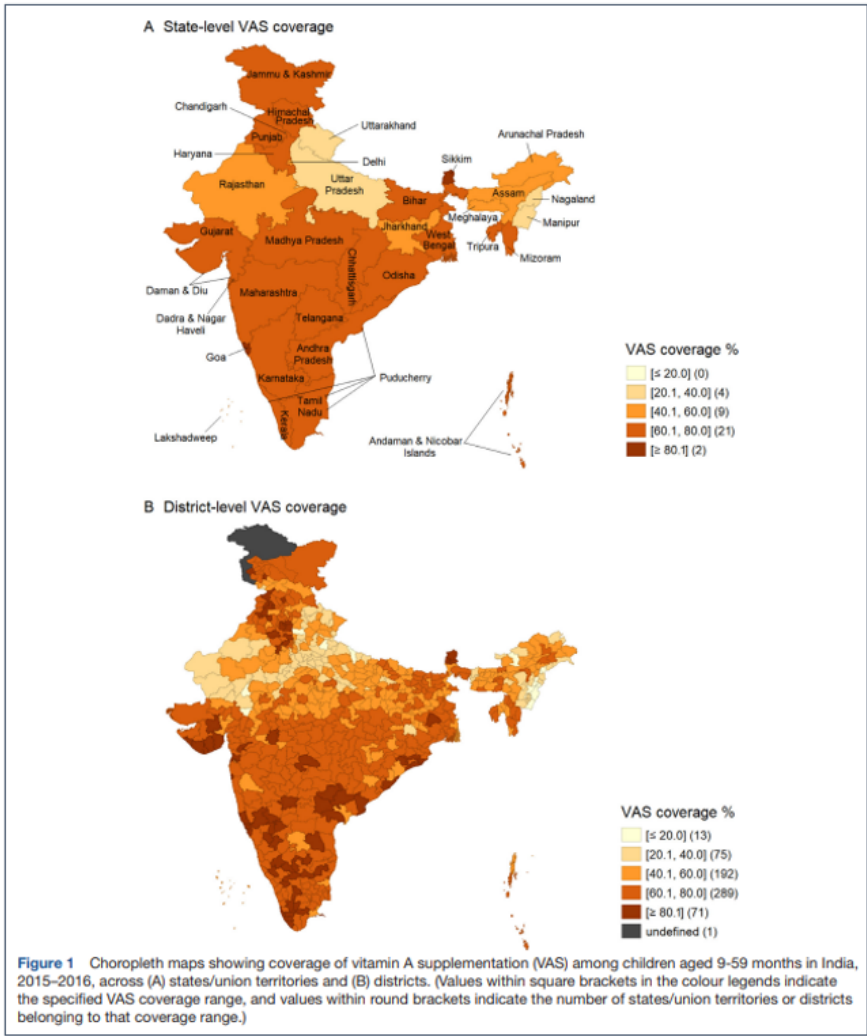 A State-level VAS coverage
Jammu & Kashmir
Chandigarh
Himachal
Pradesh
Punjab
Uttarakhand
Arunachal Pradesh
Haryana
Delhi
Sikkim
Rajasthan
Uttar
Pradesh
Assam
Nagaland
Bihar
Meghalaya
Manipur
Gujarat
Jharkhand
Madhya Pradesh
West
Bengal
Tripura
Mizoram
Chhattisgarh
Odisha
Daman & Diu
Maharashtra
Dadra & Nagar
Haveli
Telangana
Goa
Andhra
Pradesh
Karnataka
Puducherry
Tamil
Nadu
Kerala
Lakshadweep
Andaman & Nicobar
Islands
VAS coverage %
[≤ 20.0] (0)
[20.1, 40.0] (4)
[40.1, 60.0] (9)
[60.1, 80.0] (21)
[≥ 80.1] (2)
B District-level VAS coverage
VAS coverage %
[≤ 20.0] (13)
[20.1, 40.0] (75)
[40.1, 60.0] (192)
[60.1, 80.0] (289)
[≥ 80.1] (71)
undefined (1)
Figure 1 Choropleth maps showing coverage of vitamin A supplementation (VAS) among children aged 9-59 months in India,
2015–2016, across (A) states/union territories and (B) districts. (Values within square brackets in the colour legends indicate
the specified VAS coverage range, and values within round brackets indicate the number of states/union territories or districts
belonging to that coverage range.)